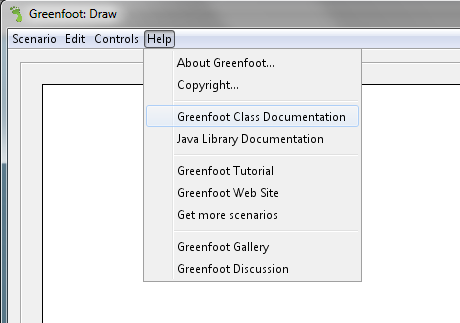 Greenfoot: Draw
Scenario Edit Controls Help
About Greenfoot...
Copyright...
Greenfoot Class Documentation
Java Library Documentation
Greenfoot Tutorial
Greenfoot Web Site
Get more scenarios
Greenfoot Gallery
Greenfoot Discussion